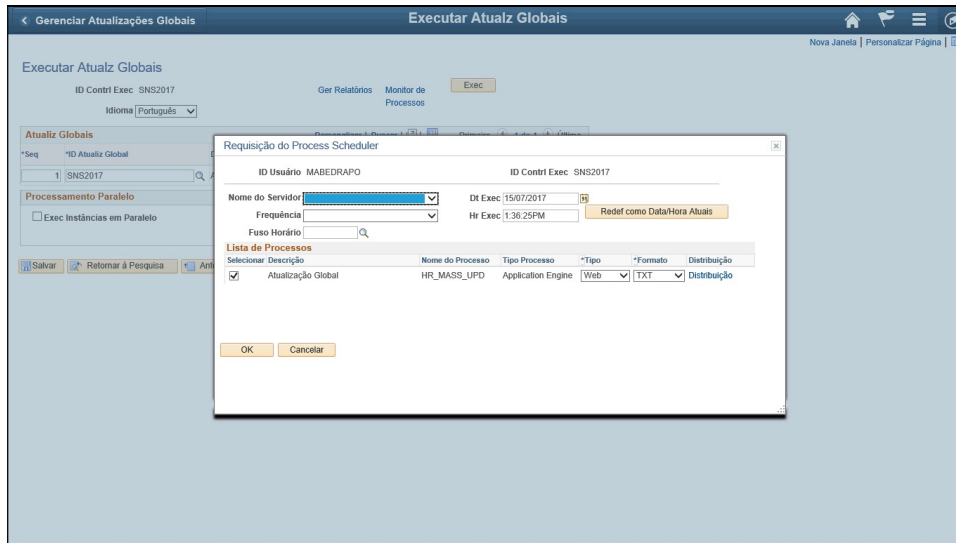 Gerenciar Atualizações Globais
Executar Atualz Globais
Nova Janela | Personalizar Página |
Executar Atualz Globais
ID Contrl Exec SNS2017
Ger Relatórios Monitor de Processos Exec
Idioma Português
Atualiz Globais
*Seq *ID Atualiz Global
1 SNS2017
Processamento Paralelo
Exec Instâncias em Paralelo
Salvar Retornar à Pesquisa
Requisição do Process Scheduler
ID Usuário MABEDRAPO ID Contrl Exec SNS2017
Nome do Servidor Dt Exec 15/07/2017
Frequência Hr Exec 1:36:25PM Redef como Data/Hora Atuais
Fuso Horário
Lista de Processos
Selecionar Descrição Nome do Processo Tipo Processo *Tipo *Formato Distribuição
Atualização Global HR_MASS_UPD Application Engine Web TXT Distribuição
OK Cancelar